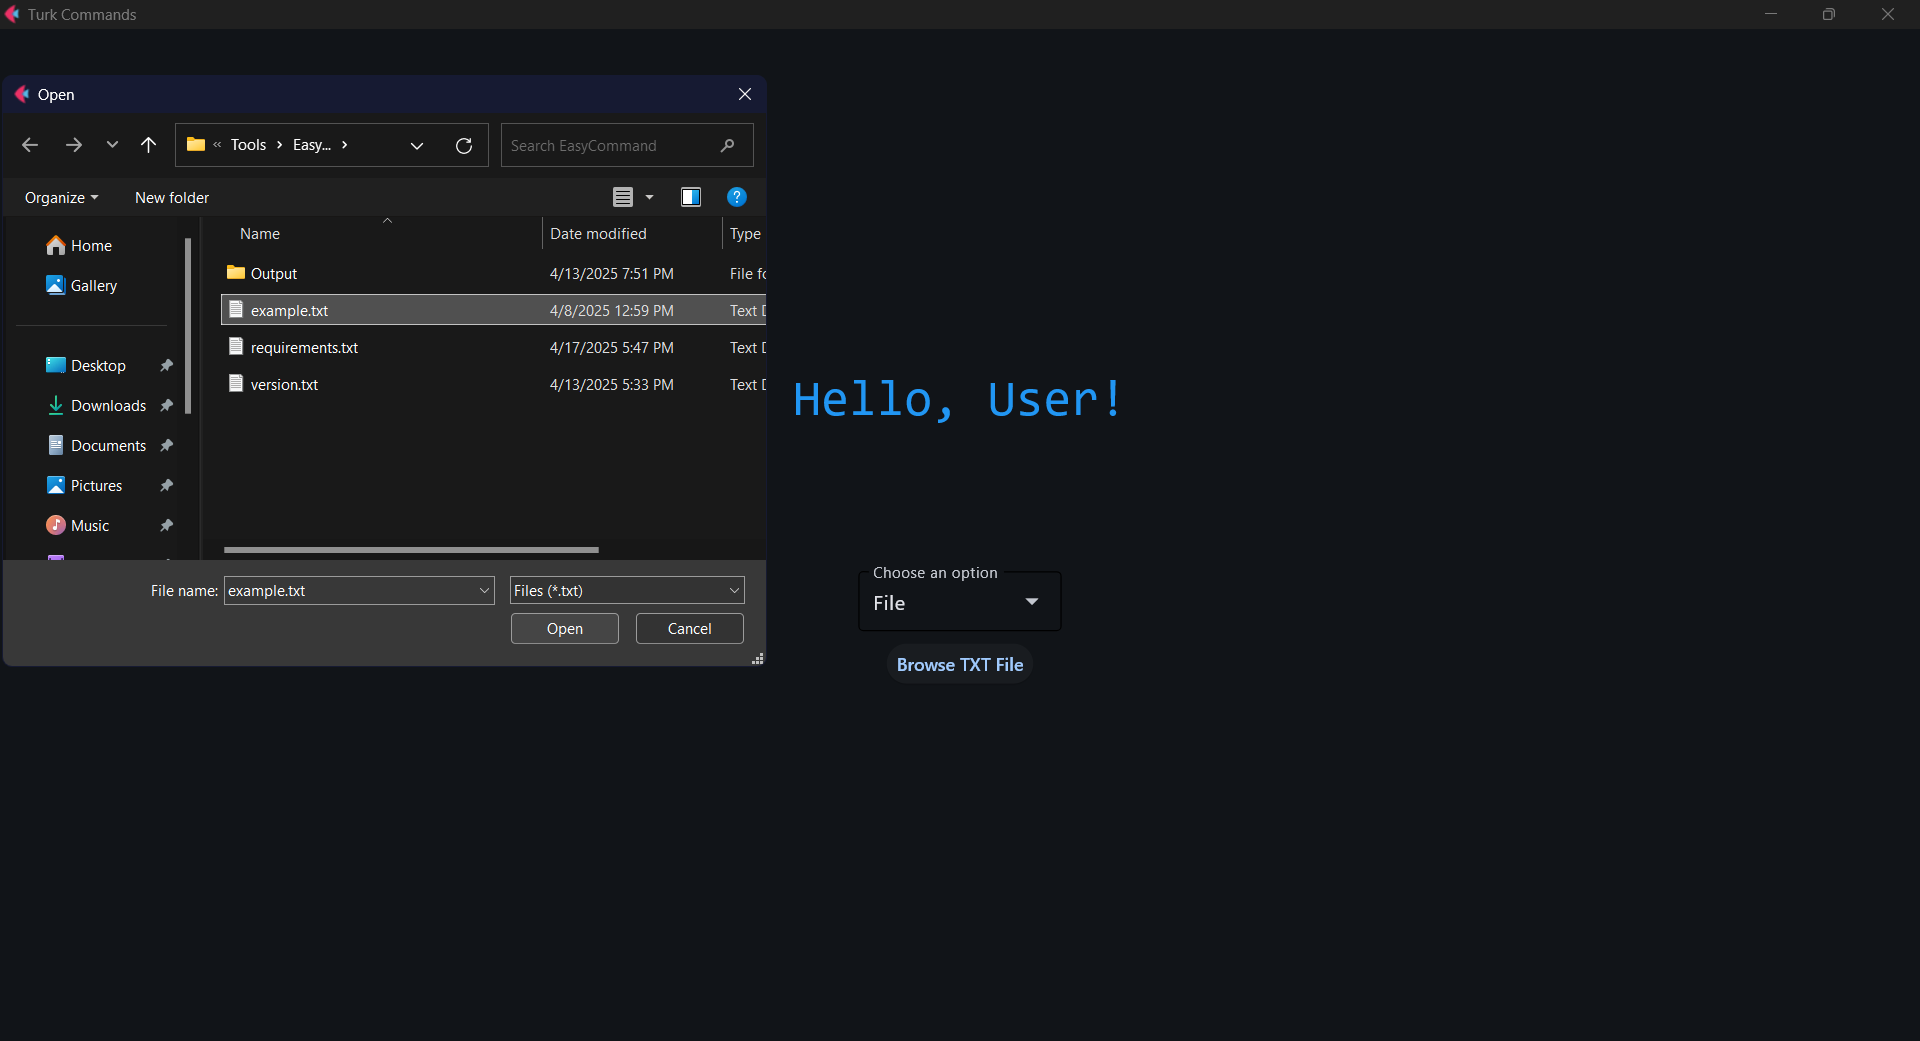 Turk Commands
Open
« Tools > Easy... >
Search EasyCommand
Organize
New folder
?
Name
Date modified
Type
Home
Gallery
Desktop
Downloads
Documents
Pictures
Music
Output 4/13/2025 7:51 PM File fo
example.txt 4/8/2025 12:59 PM Text D
requirements.txt 4/17/2025 5:47 PM Text D
version.txt 4/13/2025 5:33 PM Text D
File name: example.txt
Files (*.txt)
Open
Cancel
Hello, User!
Choose an option
File
Browse TXT File